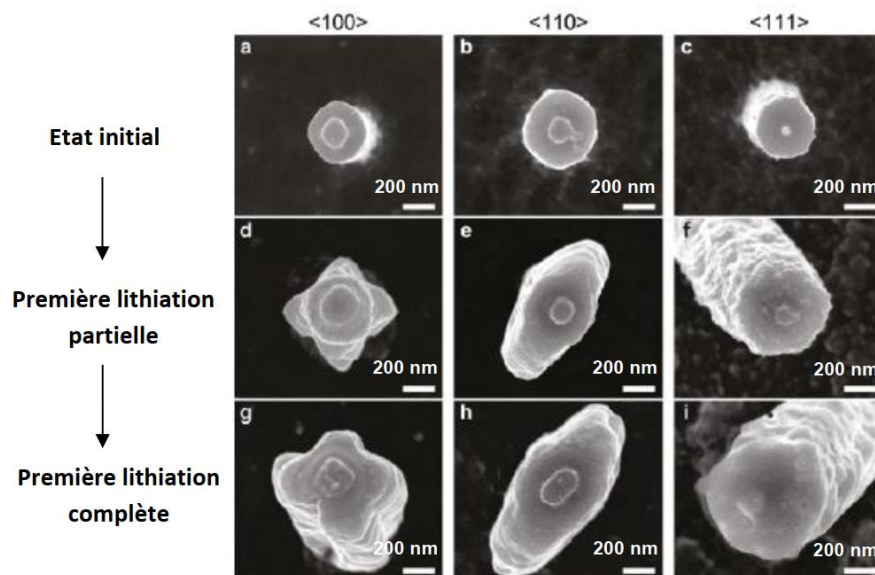 <100>
<110>
<111>
a
b
c
Etat initial
200 nm
200 nm
200 nm
d
e
f
Première lithiation
partielle
200 nm
200 nm
200 nm
g
h
i
Première lithiation
complète
200 nm
200 nm
200 nm